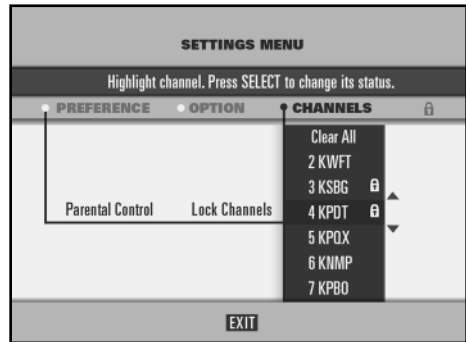 SETTINGS MENU
Highlight channel. Press SELECT to change its status.
PREFERENCE OPTION CHANNELS
Clear All
2 KWFT
3 KSBG
Parental Control Lock Channels 4 KPDT
5 KPQX
6 KNMP
7 KPBO
EXIT